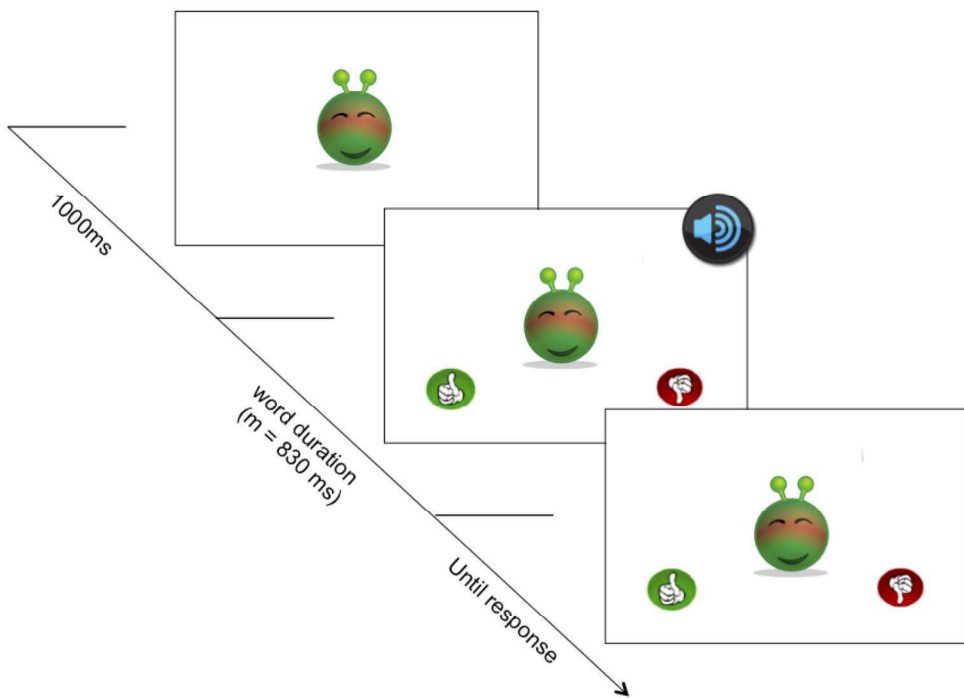 1000ms
word duration
(m = 830 ms)
Until response